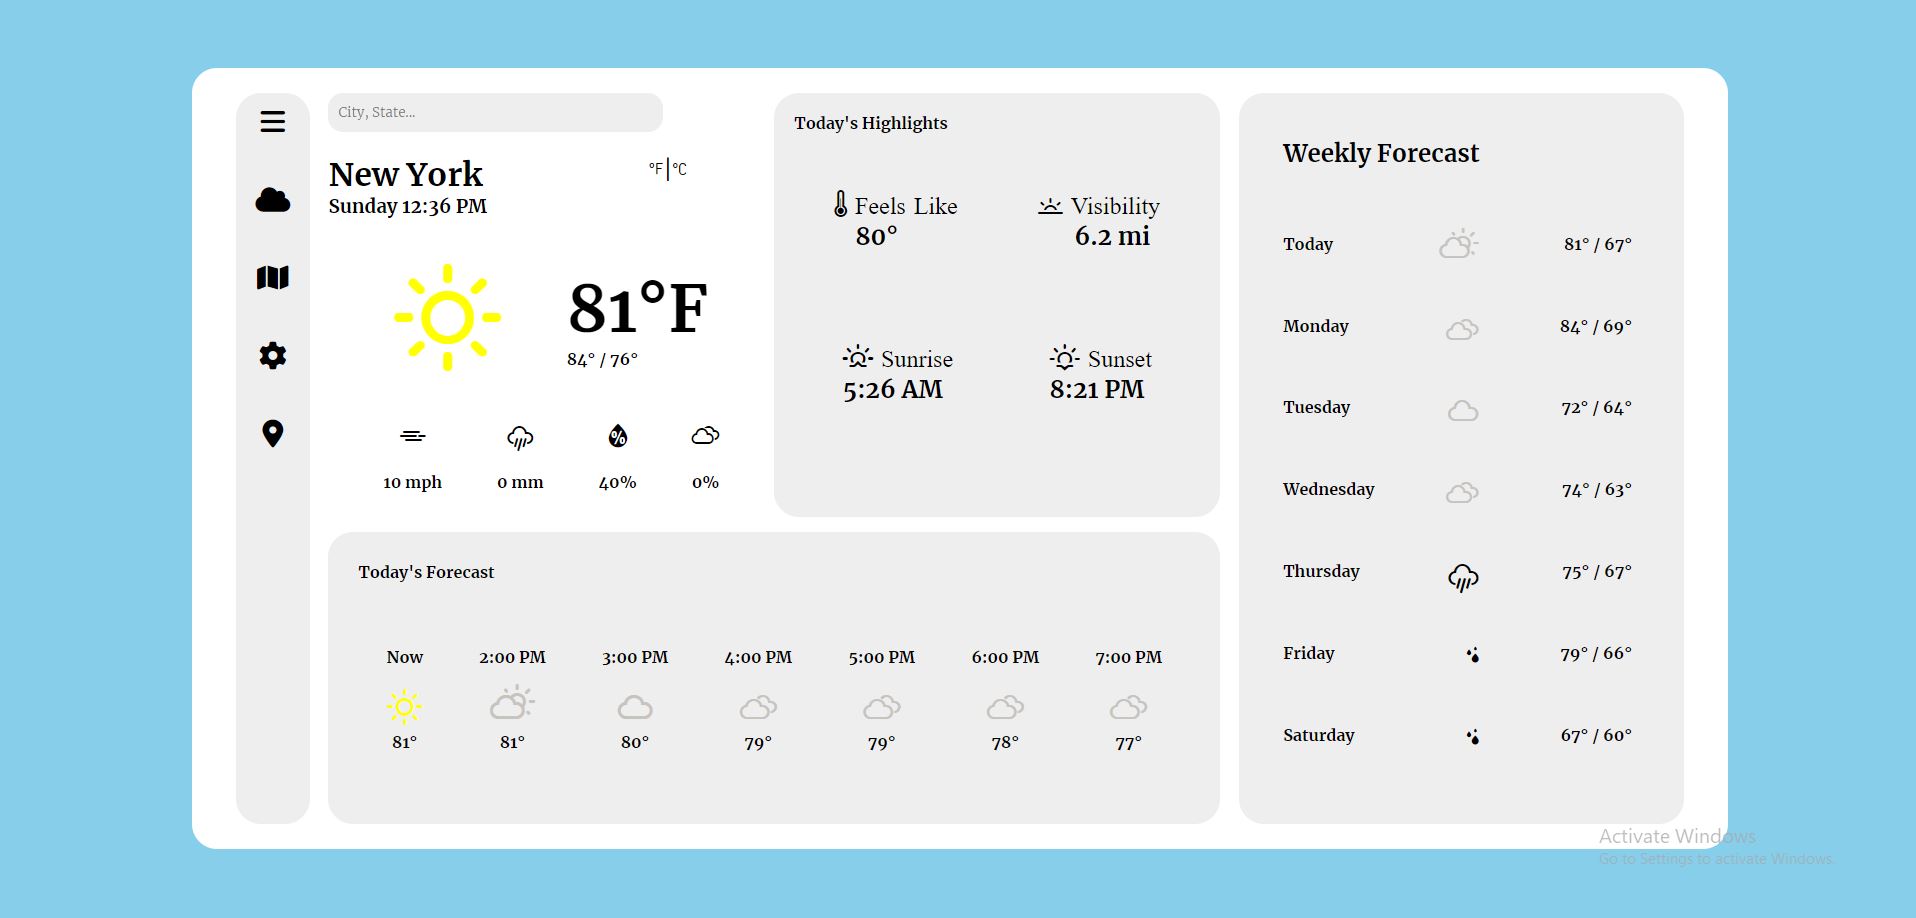 City, State...
New York
°F|°C
Sunday 12:36 PM
81°F
84° / 76°
10 mph
0 mm
%
40%
0%
Today's Highlights
Feels Like
80°
Visibility
6.2 mi
Sunrise
5:26 AM
Sunset
8:21 PM
Today's Forecast
Now
2:00 PM
3:00 PM
4:00 PM
5:00 PM
6:00 PM
7:00 PM
81°
81°
80°
79°
79°
78°
77°
Weekly Forecast
Today
81° / 67°
Monday
84° / 69°
Tuesday
72° / 64°
Wednesday
74° / 63°
Thursday
75° / 67°
Friday
79° / 66°
Saturday
67° / 60°
Activate Windows
Go to Settings to activate Windows.